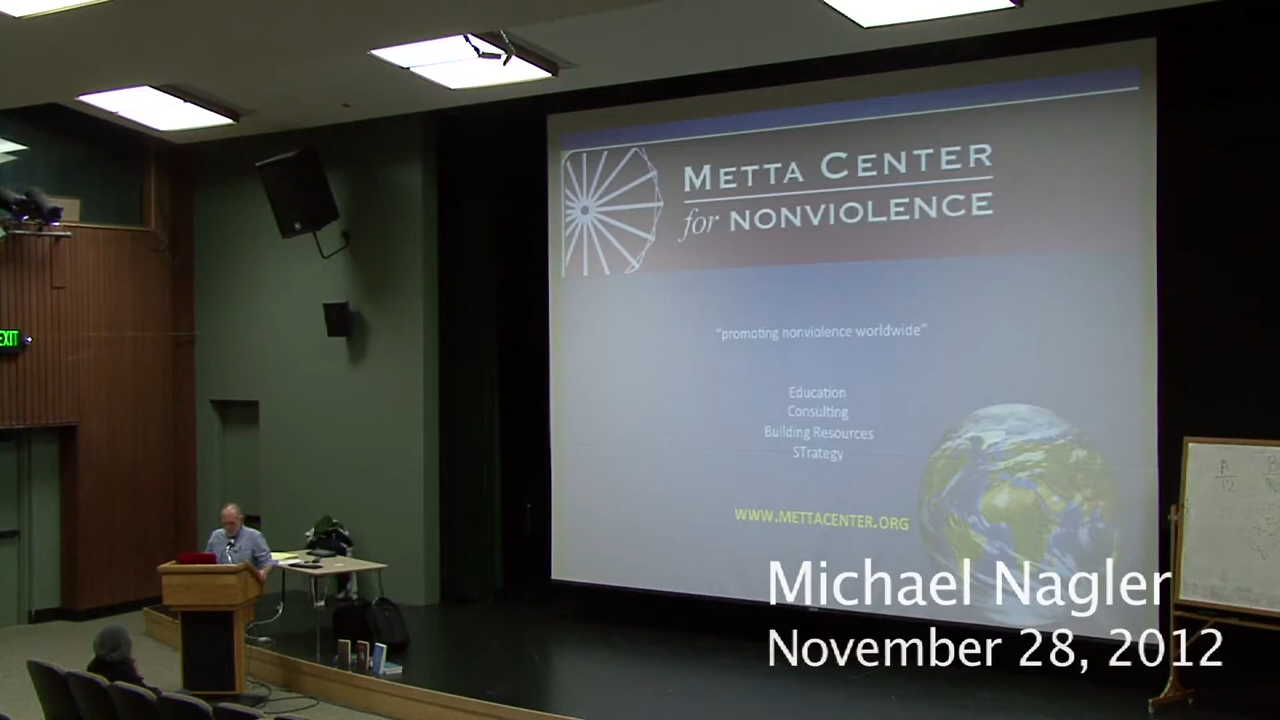 METTA CENTER
for NONVIOLENCE
"promoting nonviolence worldwide"
Education
Consulting
Building Resources
STrategy
WWW.METTACENTER.ORG
EXIT
A
12
Michael Nagler
November 28, 2012